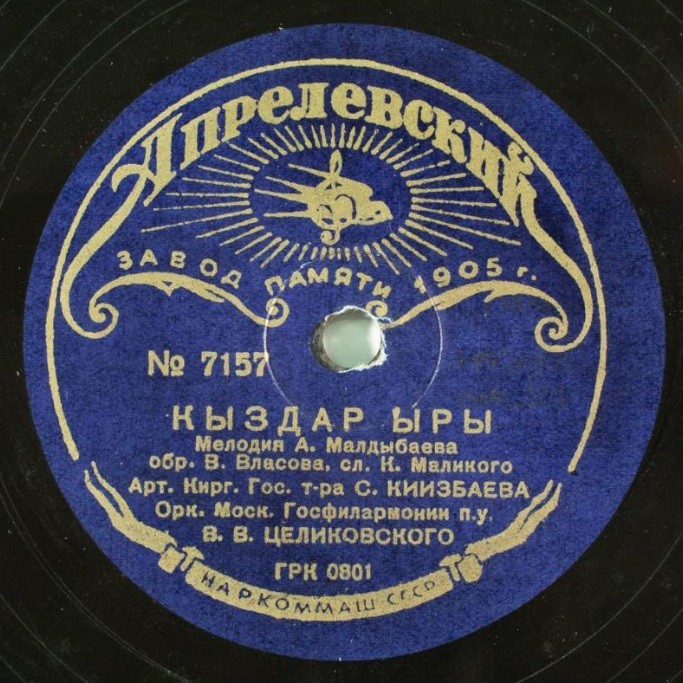 Апрелевский
ЗАВОД ПАМЯТИ 1905 г.
№ 7157
КЫЗДАР ЫРЫ
Мелодия А. Малдыбаева
обр. В. Власова, сл. К. Маликого
Арт. Кирг. Гос. т-ра С. КИИЗБАЕВА
Орк. Моск. Госфилармонии п.у.
В. В. ЦЕЛИКОВСКОГО
ГРК 0801
НАРКОММАШ СССР